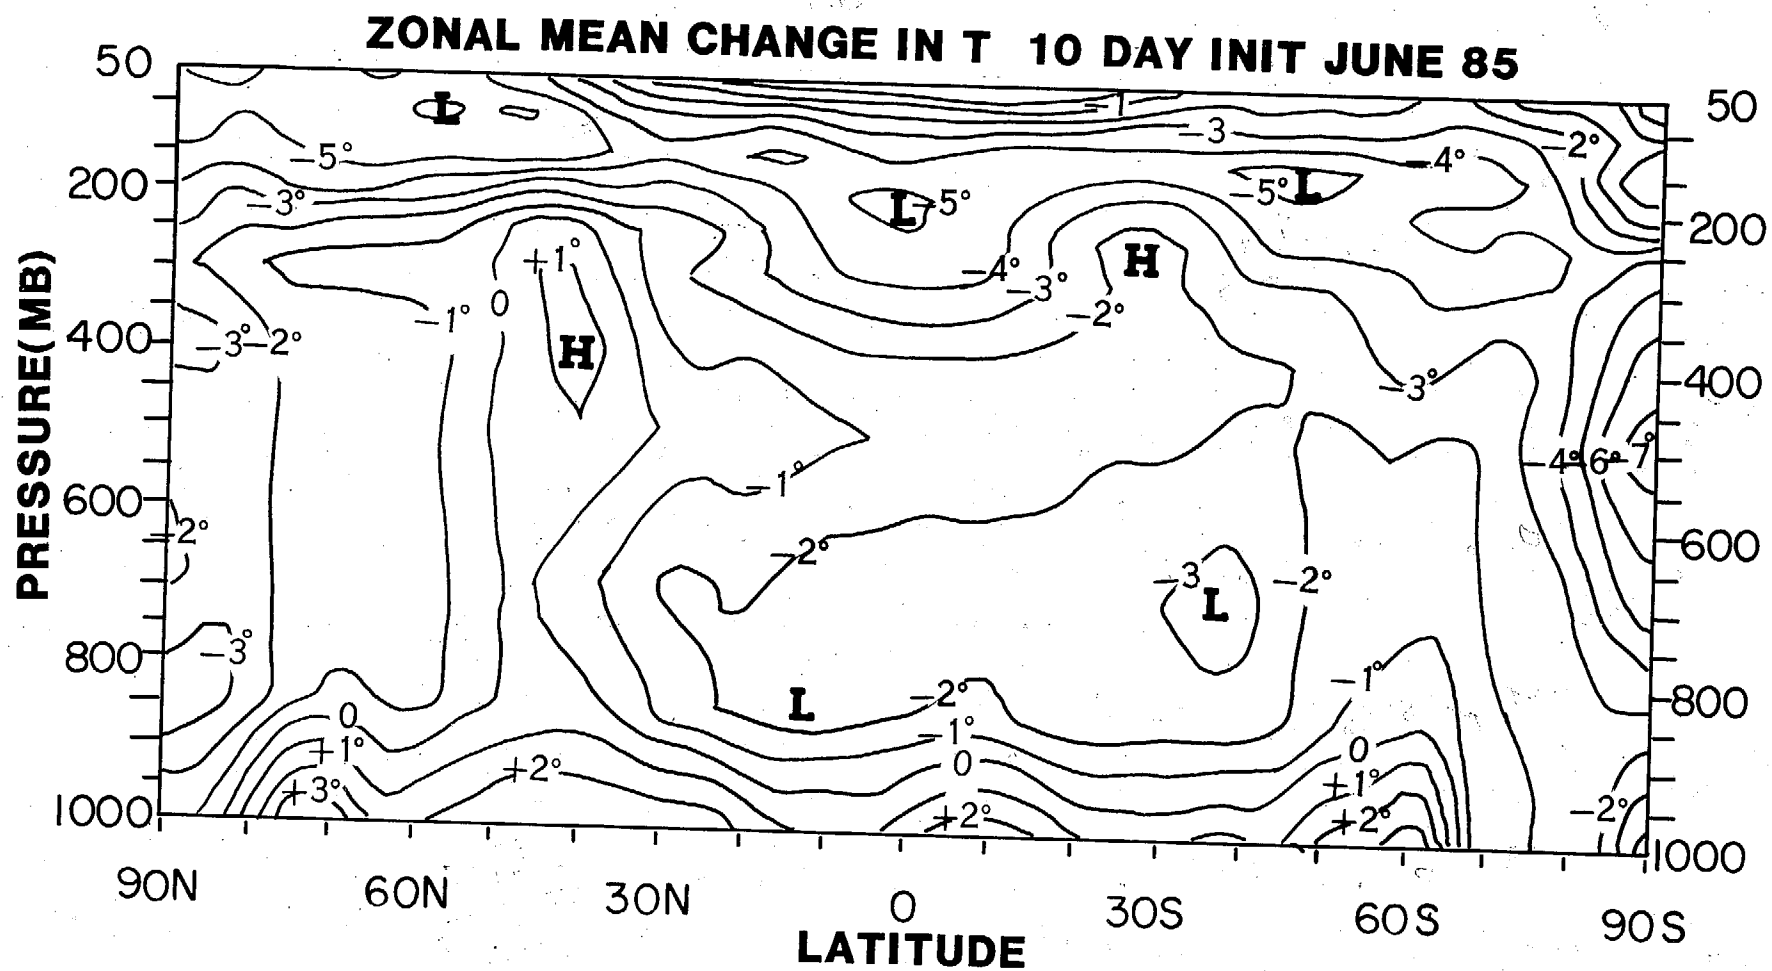 ZONAL MEAN CHANGE IN T 10 DAY INIT JUNE 85
50 50
L -1
-3
-5° -4° -2°
200 -5° L
-3° L -5° 200
+1° H
-4°
0 -3°
-1° -2°
400 -3° -2° H
-3° 400
-4° -6° -7°
-1°
600
-2° -2° 600
-3 -2°
L
-3°
800 -1°
L -2° 800
0 -1°
+1° 0 0
+2° +1°
+3° +2° +2° -2°
1000 1000
PRESSURE(MB)
90N 60N 30N 0 30S 60S 90S
LATITUDE